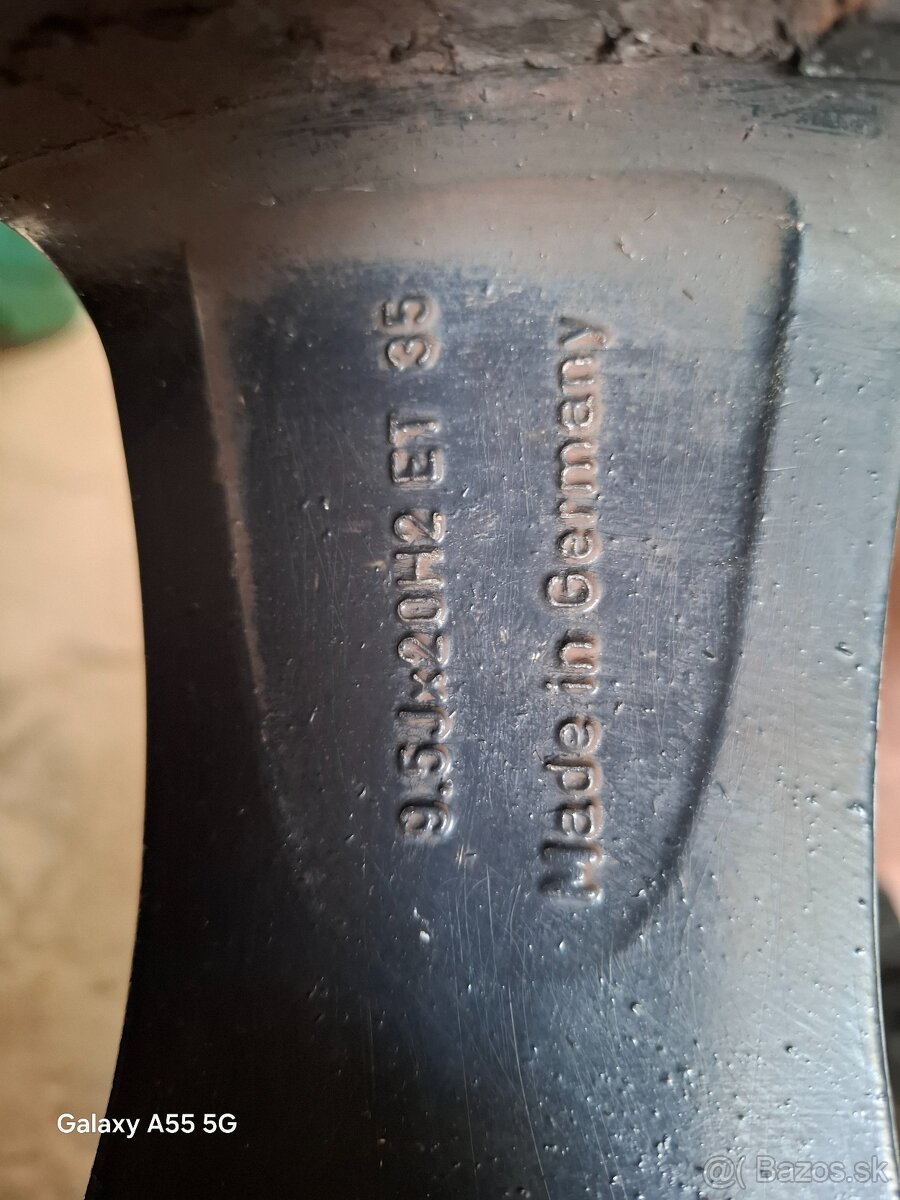 9.5Jx20H2 ET 35
Made in Germany
Galaxy A55 5G
@( Bazos.sk